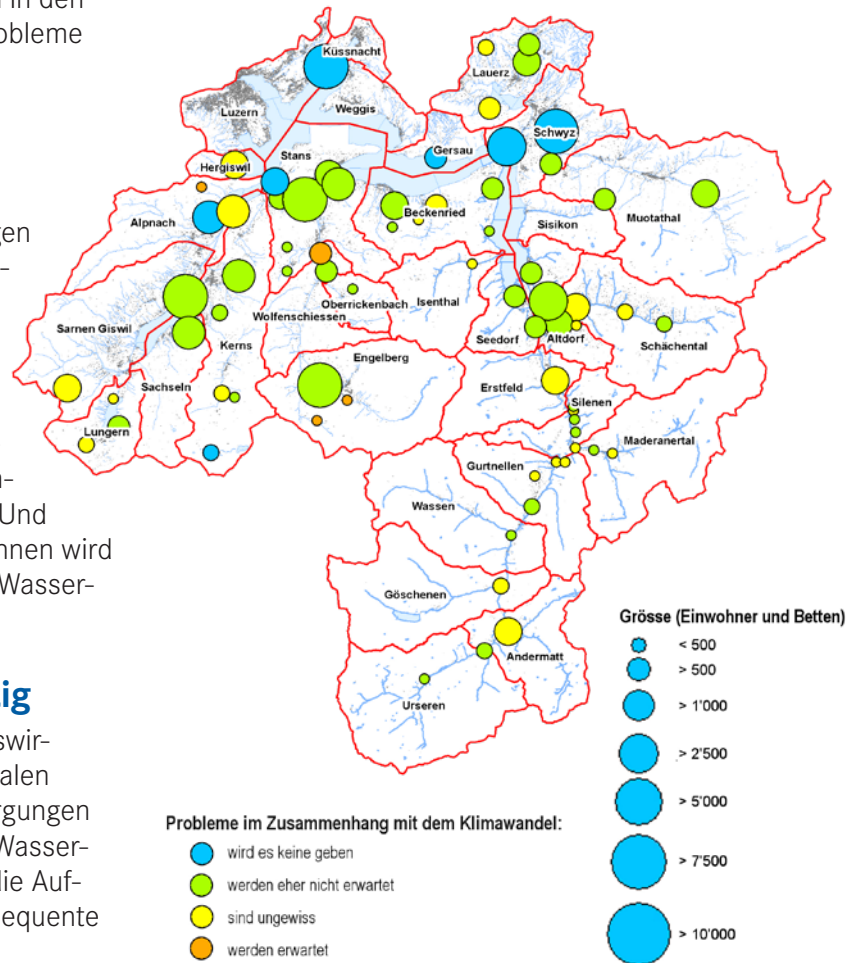 n in den
obleme
gen
-
n-
Und
nnen wird
Wasser-
ig
swir-
alen
rgungen
Wasser-
die Auf-
sequente
Küssnacht
Lauerz
Luzern
Weggis
Schwyz
Gersau
Stans
Hergiswil
Beckenried
Muotathal
Alpnach
Sisikon
Oberrickenbach
Isenthal
Wolfenschiessen
Sarnen Giswil
Kerns
Seedorf
Altdorf
Schächental
Engelberg
Sachseln
Erstfeld
Silenen
Lungern
Maderanertal
Gurtnellen
Wassen
Göschenen
Andermatt
Urseren
Grösse (Einwohner und Betten)
< 500
> 500
> 1'000
> 2'500
> 5'000
> 7'500
> 10'000
Probleme im Zusammenhang mit dem Klimawandel:
wird es keine geben
werden eher nicht erwartet
sind ungewiss
werden erwartet